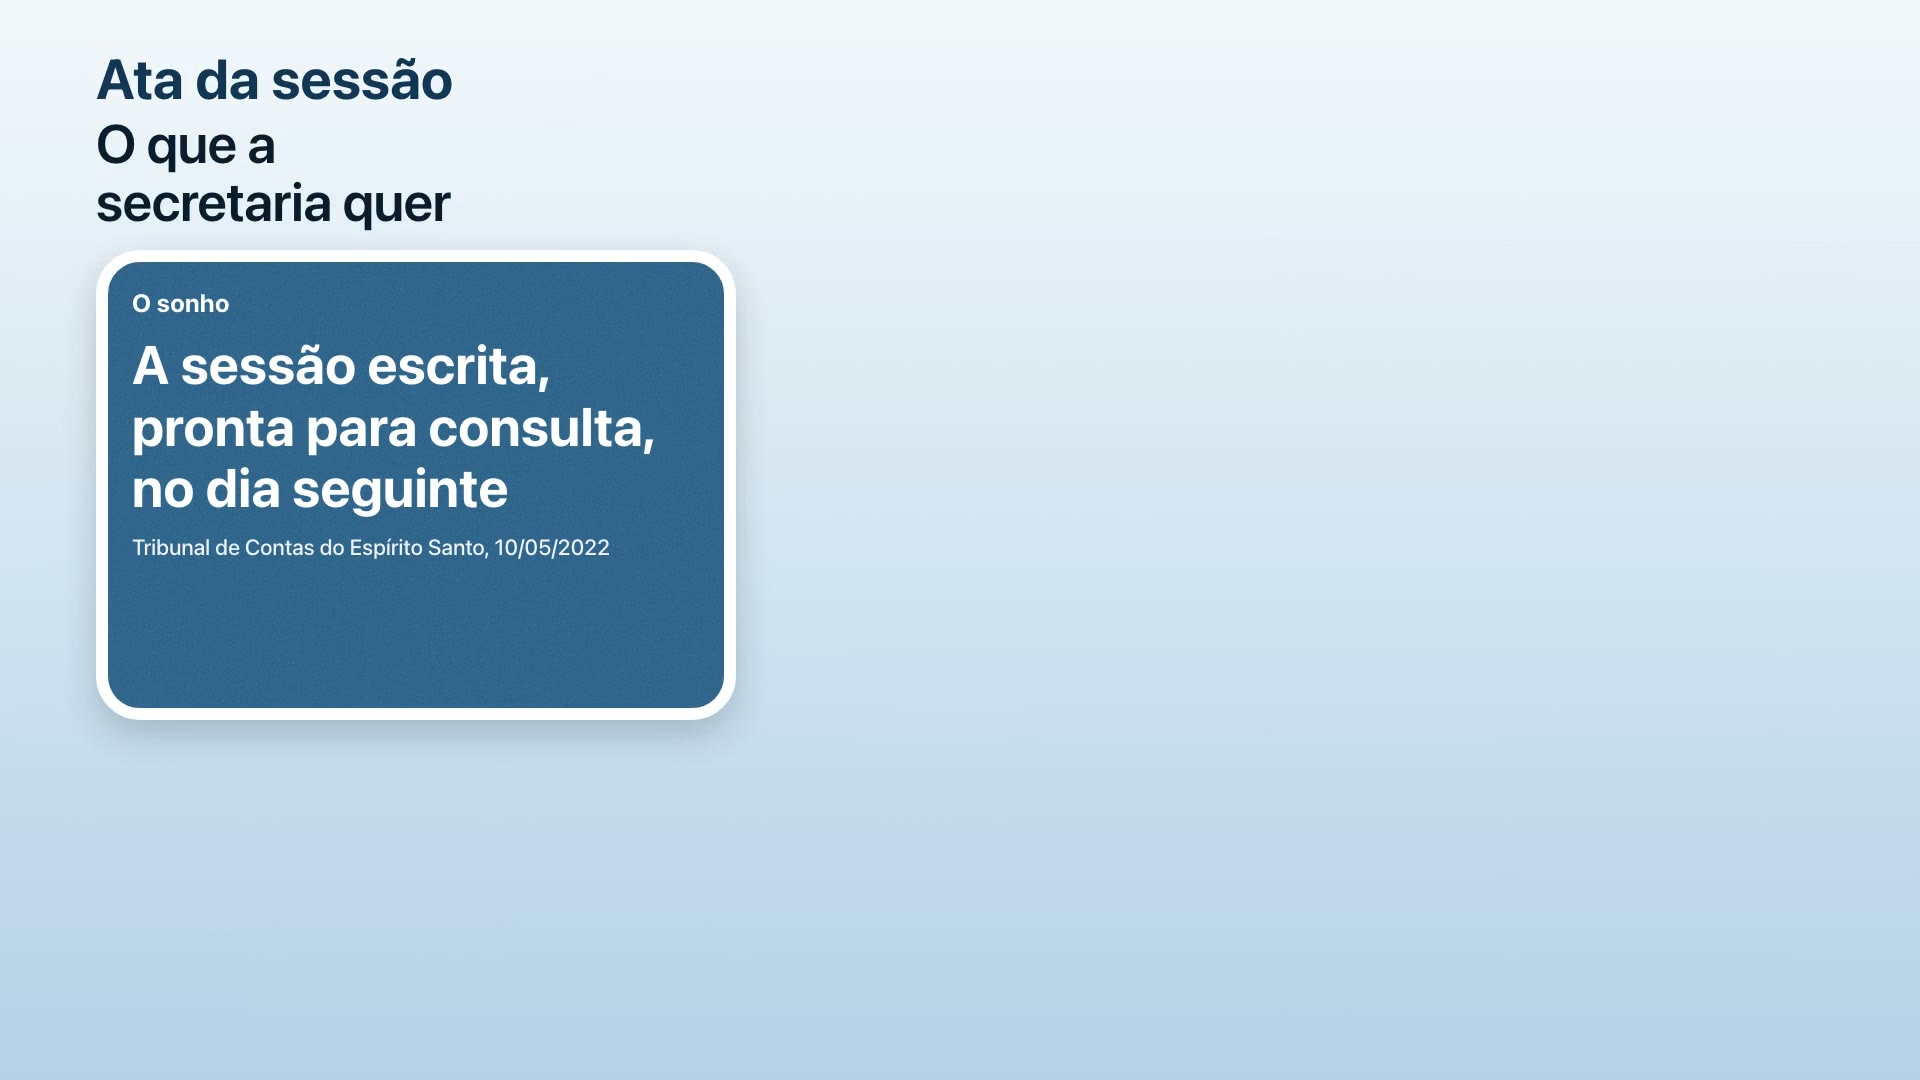 Ata da sessão
O que a
secretaria quer
O sonho
A sessão escrita,
pronta para consulta,
no dia seguinte
Tribunal de Contas do Espírito Santo, 10/05/2022